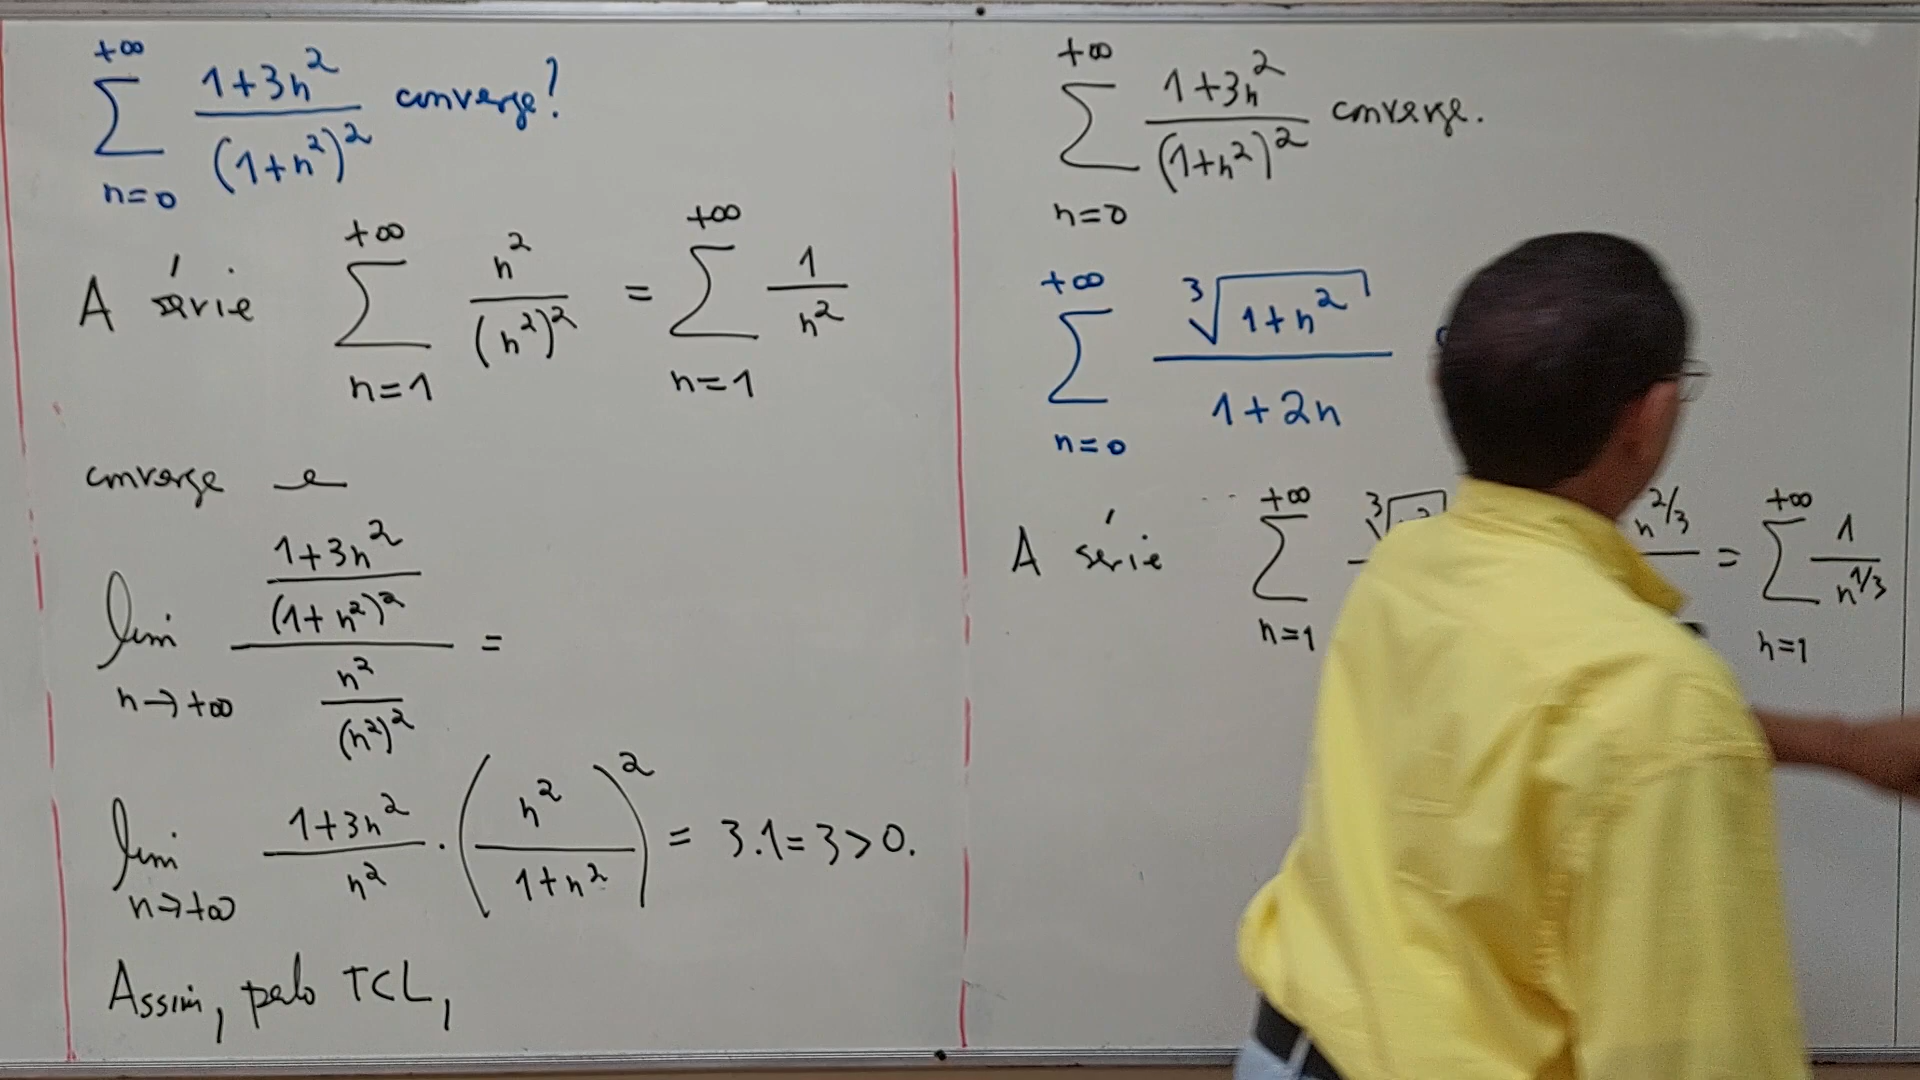 +∞
∑ (1+3n²)/(1+n²)² converge?
n=0
A série ∑ n=1 +∞ n²/(n²)² = ∑ n=1 +∞ 1/n²
converge e
lim n→+∞ ((1+3n²)/(1+n²)²)/(n²/(n²)²) =
lim n→+∞ (1+3n²)/n² · (n²/(1+n²))² = 3.1=3>0.
Assim, pelo TCL,
+∞
∑ (1+3n²)/(1+n²)² converge.
n=0
+∞
∑ ∛(1+n²)/(1+2n)
n=0
A série ∑ n=1 +∞ ∛ n^2/3 = ∑ n=1 +∞ 1/n^1/3